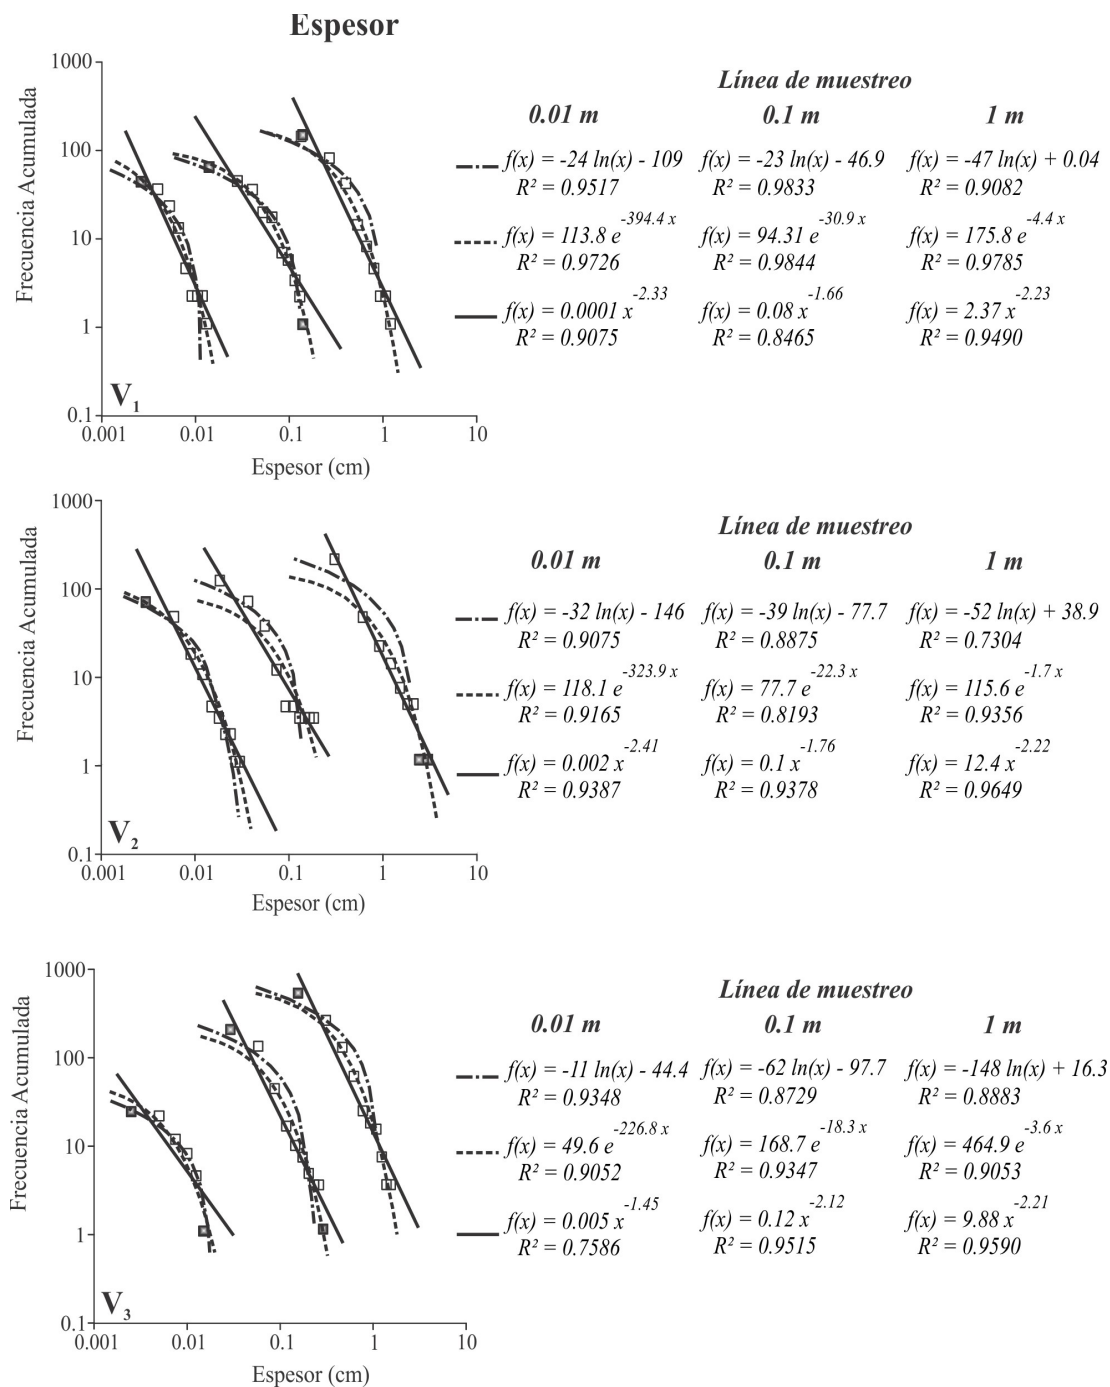 Espesor
Frecuencia Acumulada
1000
100
10
1
0.1
0.001 0.01 0.1 1 10
Espesor (cm)
V1
Línea de muestreo
0.01 m 0.1 m 1 m
f(x) = -24 ln(x) - 109 f(x) = -23 ln(x) - 46.9 f(x) = -47 ln(x) + 0.04
R² = 0.9517 R² = 0.9833 R² = 0.9082
f(x) = 113.8 e^-394.4 x f(x) = 94.31 e^-30.9 x f(x) = 175.8 e^-4.4 x
R² = 0.9726 R² = 0.9844 R² = 0.9785
f(x) = 0.0001 x^-2.33 f(x) = 0.08 x^-1.66 f(x) = 2.37 x^-2.23
R² = 0.9075 R² = 0.8465 R² = 0.9490
Frecuencia Acumulada
1000
100
10
1
0.1
0.001 0.01 0.1 1 10
Espesor (cm)
V2
Línea de muestreo
0.01 m 0.1 m 1 m
f(x) = -32 ln(x) - 146 f(x) = -39 ln(x) - 77.7 f(x) = -52 ln(x) + 38.9
R² = 0.9075 R² = 0.8875 R² = 0.7304
f(x) = 118.1 e^-323.9 x f(x) = 77.7 e^-22.3 x f(x) = 115.6 e^-1.7 x
R² = 0.9165 R² = 0.8193 R² = 0.9356
f(x) = 0.002 x^-2.41 f(x) = 0.1 x^-1.76 f(x) = 12.4 x^-2.22
R² = 0.9387 R² = 0.9378 R² = 0.9649
Frecuencia Acumulada
1000
100
10
1
0.1
0.001 0.01 0.1 1 10
Espesor (cm)
V3
Línea de muestreo
0.01 m 0.1 m 1 m
f(x) = -11 ln(x) - 44.4 f(x) = -62 ln(x) - 97.7 f(x) = -148 ln(x) + 16.3
R² = 0.9348 R² = 0.8729 R² = 0.8883
f(x) = 49.6 e^-226.8 x f(x) = 168.7 e^-18.3 x f(x) = 464.9 e^-3.6 x
R² = 0.9052 R² = 0.9347 R² = 0.9053
f(x) = 0.005 x^-1.45 f(x) = 0.12 x^-2.12 f(x) = 9.88 x^-2.21
R² = 0.7586 R² = 0.9515 R² = 0.9590